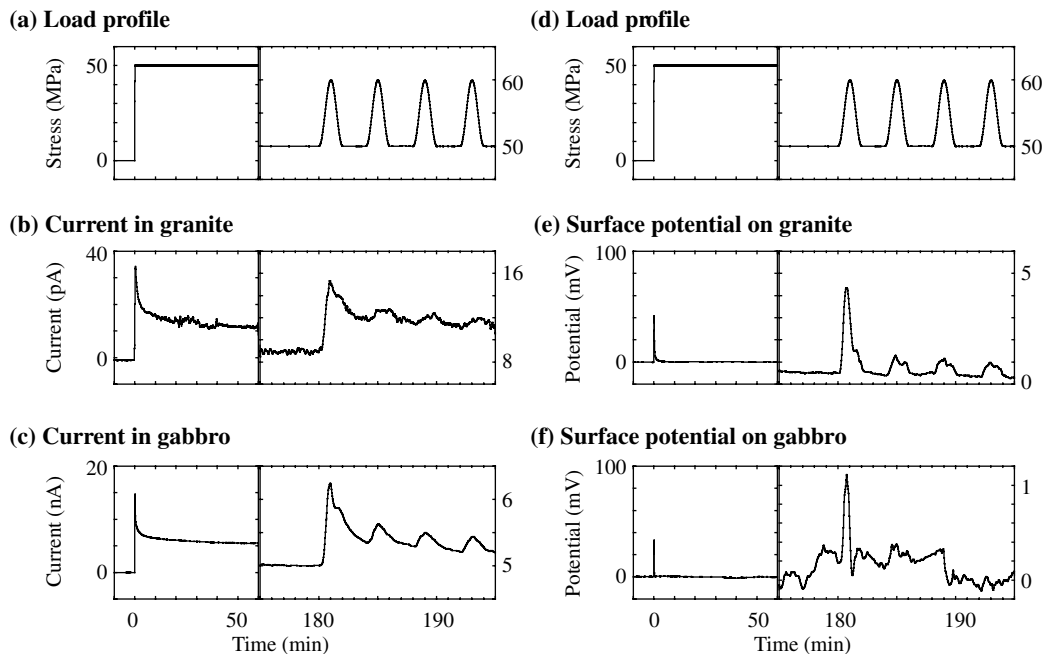 (a) Load profile
Stress (MPa)
50
0
60
50
(b) Current in granite
Current (pA)
40
20
0
16
8
(c) Current in gabbro
Current (nA)
20
10
0
6
5
0
50
180
190
Time (min)
(d) Load profile
Stress (MPa)
50
0
60
50
(e) Surface potential on granite
Potential (mV)
100
0
5
0
(f) Surface potential on gabbro
Potential (mV)
100
0
1
0
0
50
180
190
Time (min)